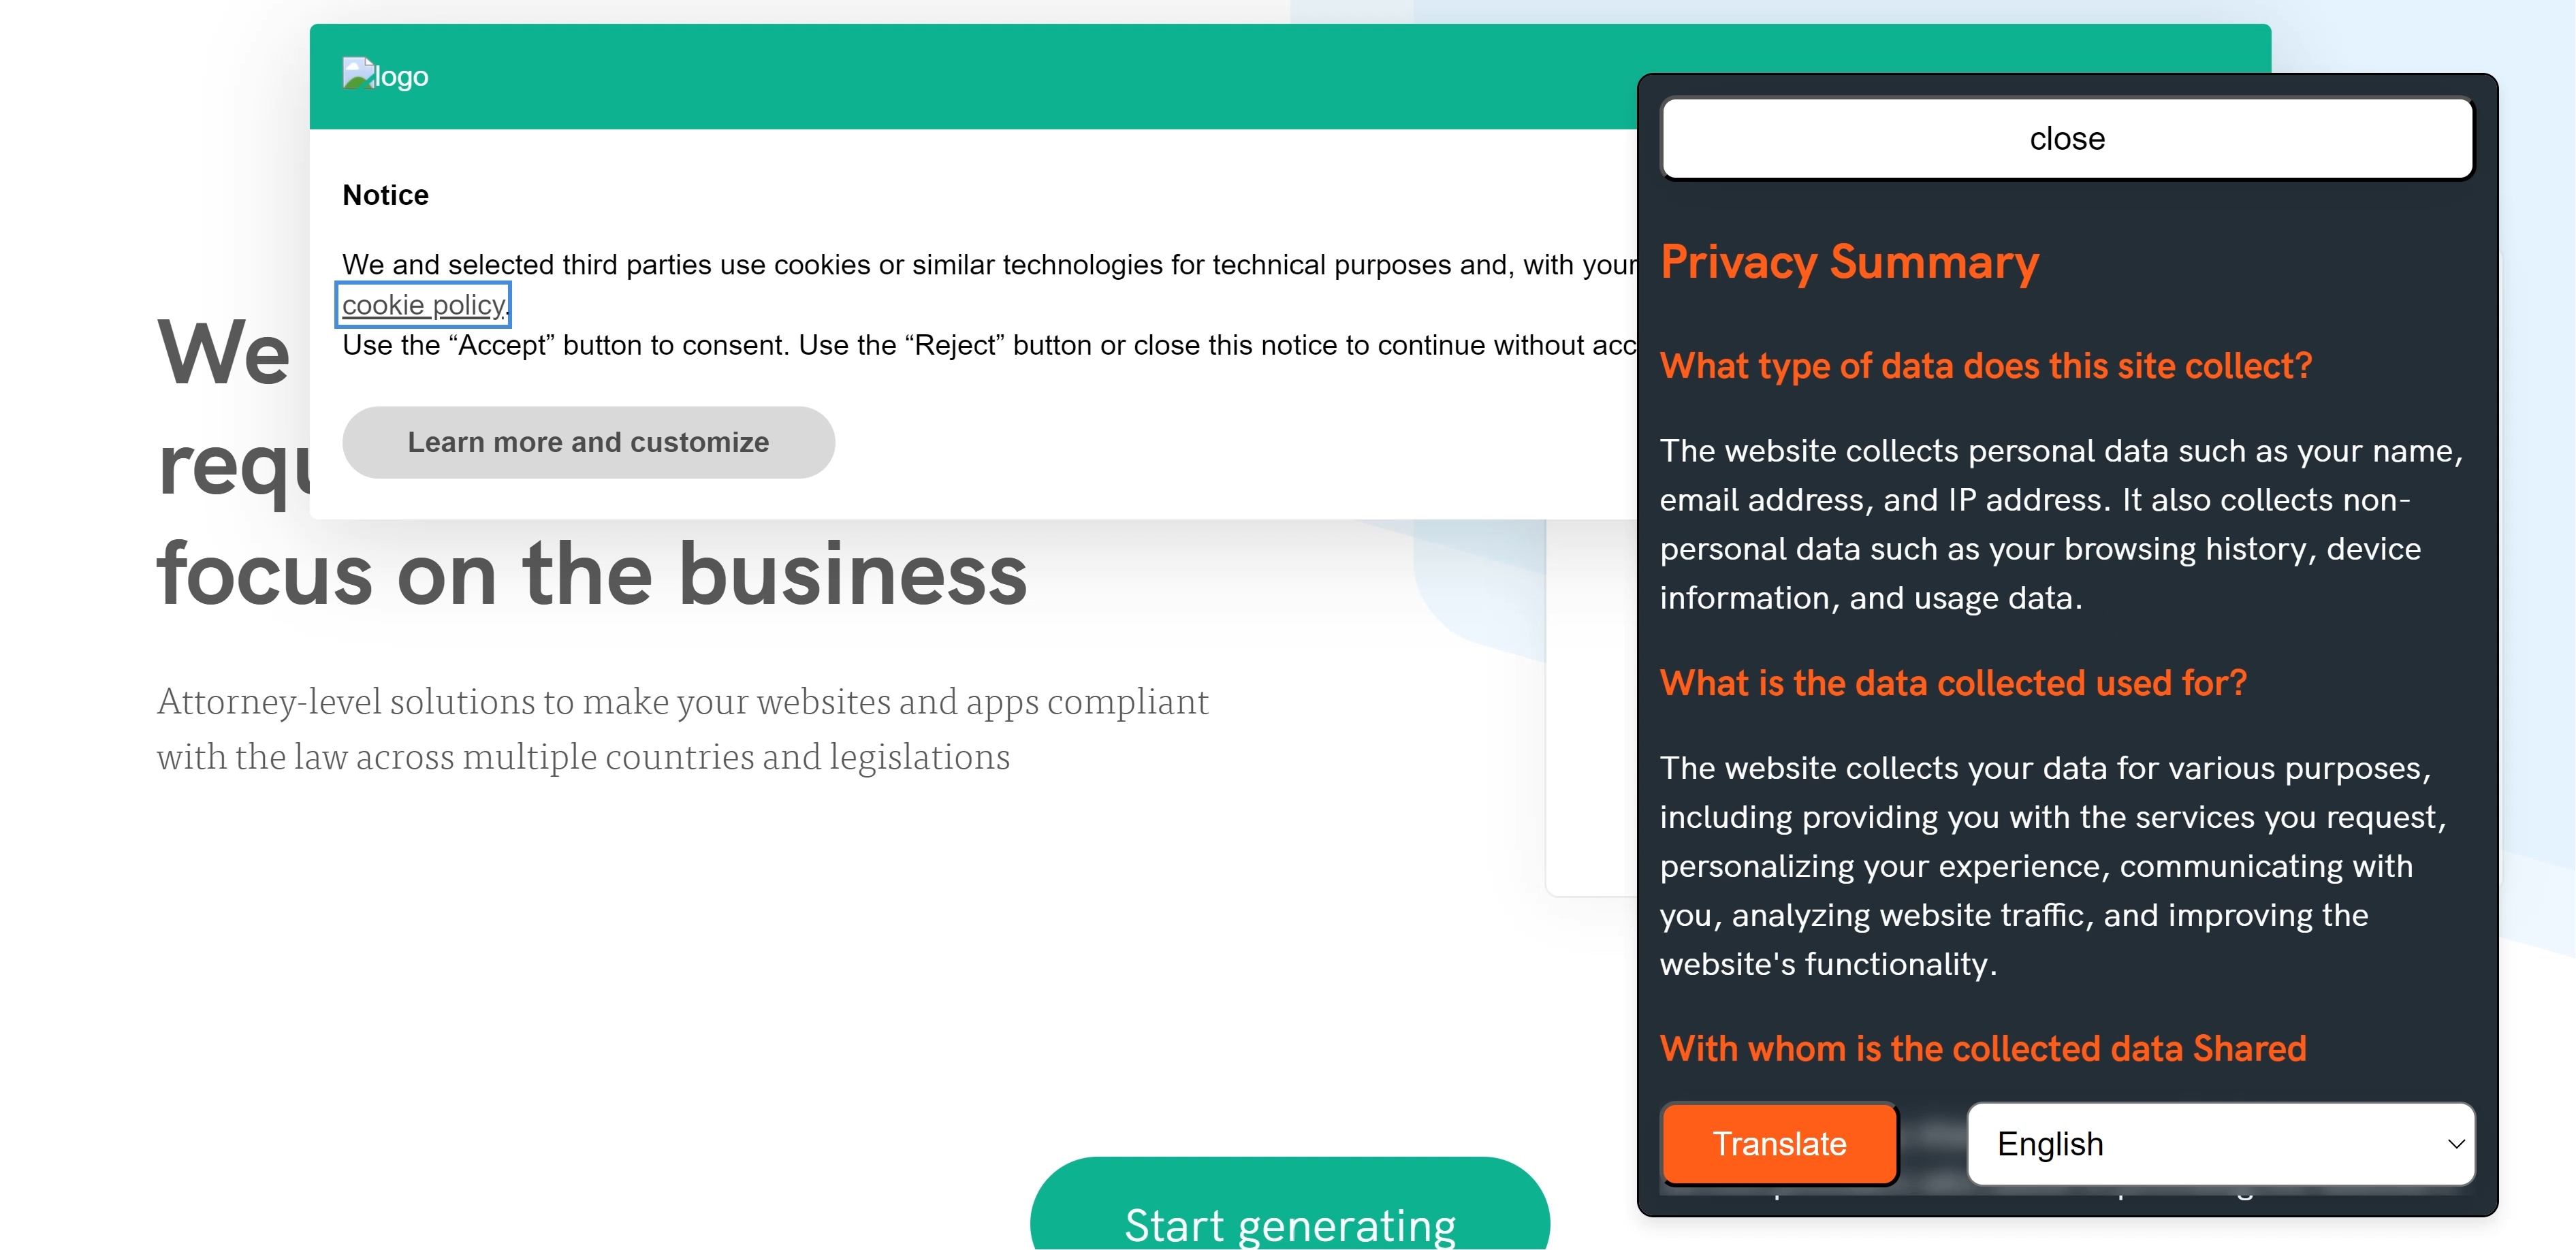 logo
Notice
We and selected third parties use cookies or similar technologies for technical purposes and, with your
cookie policy.
Use the “Accept” button to consent. Use the “Reject” button or close this notice to continue without acc
Learn more and customize
We
requ
focus on the business
Attorney-level solutions to make your websites and apps compliant
with the law across multiple countries and legislations
Start generating
close
Privacy Summary
What type of data does this site collect?
The website collects personal data such as your name,
email address, and IP address. It also collects non-
personal data such as your browsing history, device
information, and usage data.
What is the data collected used for?
The website collects your data for various purposes,
including providing you with the services you request,
personalizing your experience, communicating with
you, analyzing website traffic, and improving the
website's functionality.
With whom is the collected data Shared
Translate
English